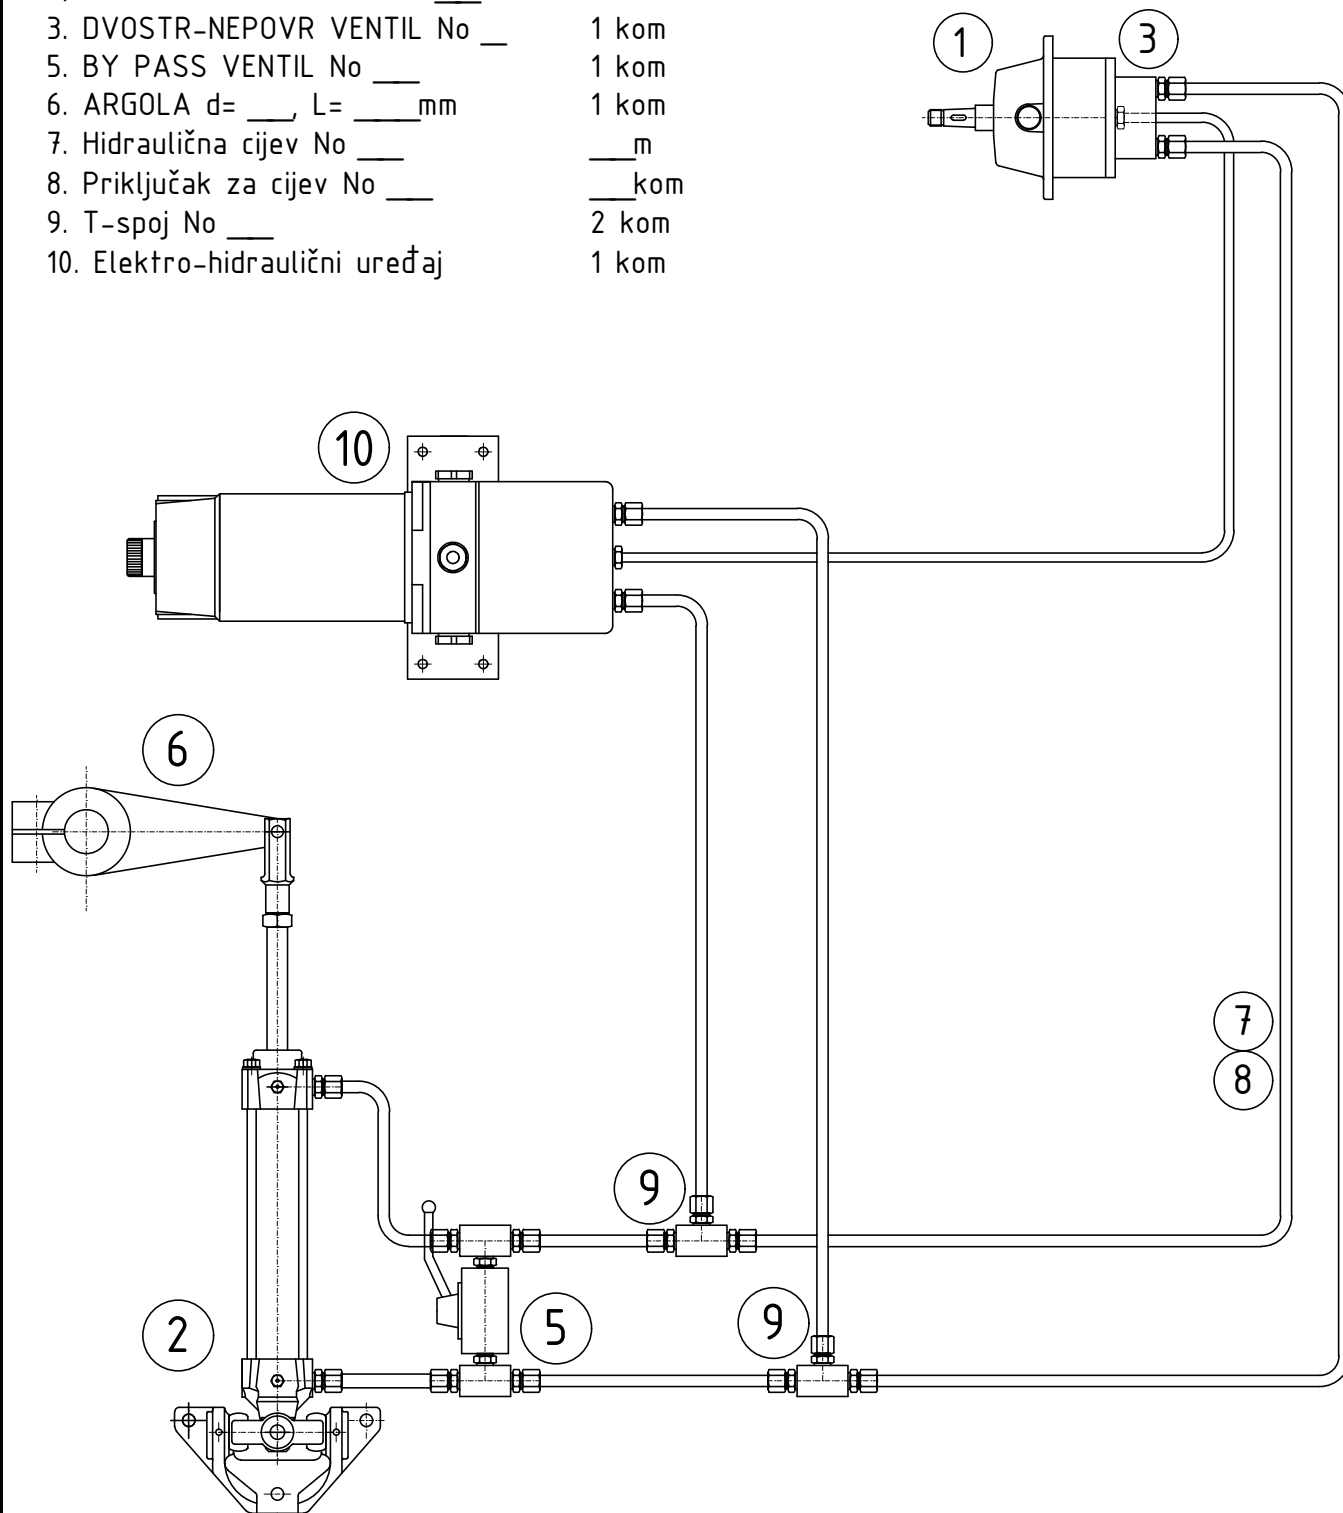 3. DVOSTR-NEPOVR VENTIL No __ 1 kom
5. BY PASS VENTIL No ___ 1 kom
6. ARGOLA d= ___, L= ____mm 1 kom
7. Hidraulična cijev No ___ ___m
8. Priključak za cijev No ___ ___kom
9. T-spoj No ___ 2 kom
10. Elektro-hidraulični uređaj 1 kom
1
3
10
6
7
8
9
2
5
9